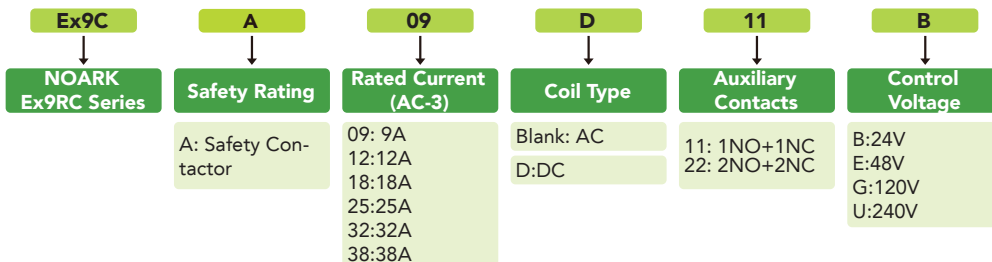 Ex9C A 09 D 11 B
NOARK
Ex9RC Series
Safety Rating
A: Safety Con-
tactor
Rated Current
(AC-3)
09: 9A
12:12A
18:18A
25:25A
32:32A
38:38A
Coil Type
Blank: AC
D:DC
Auxiliary
Contacts
11: 1NO+1NC
22: 2NO+2NC
Control
Voltage
B:24V
E:48V
G:120V
U:240V